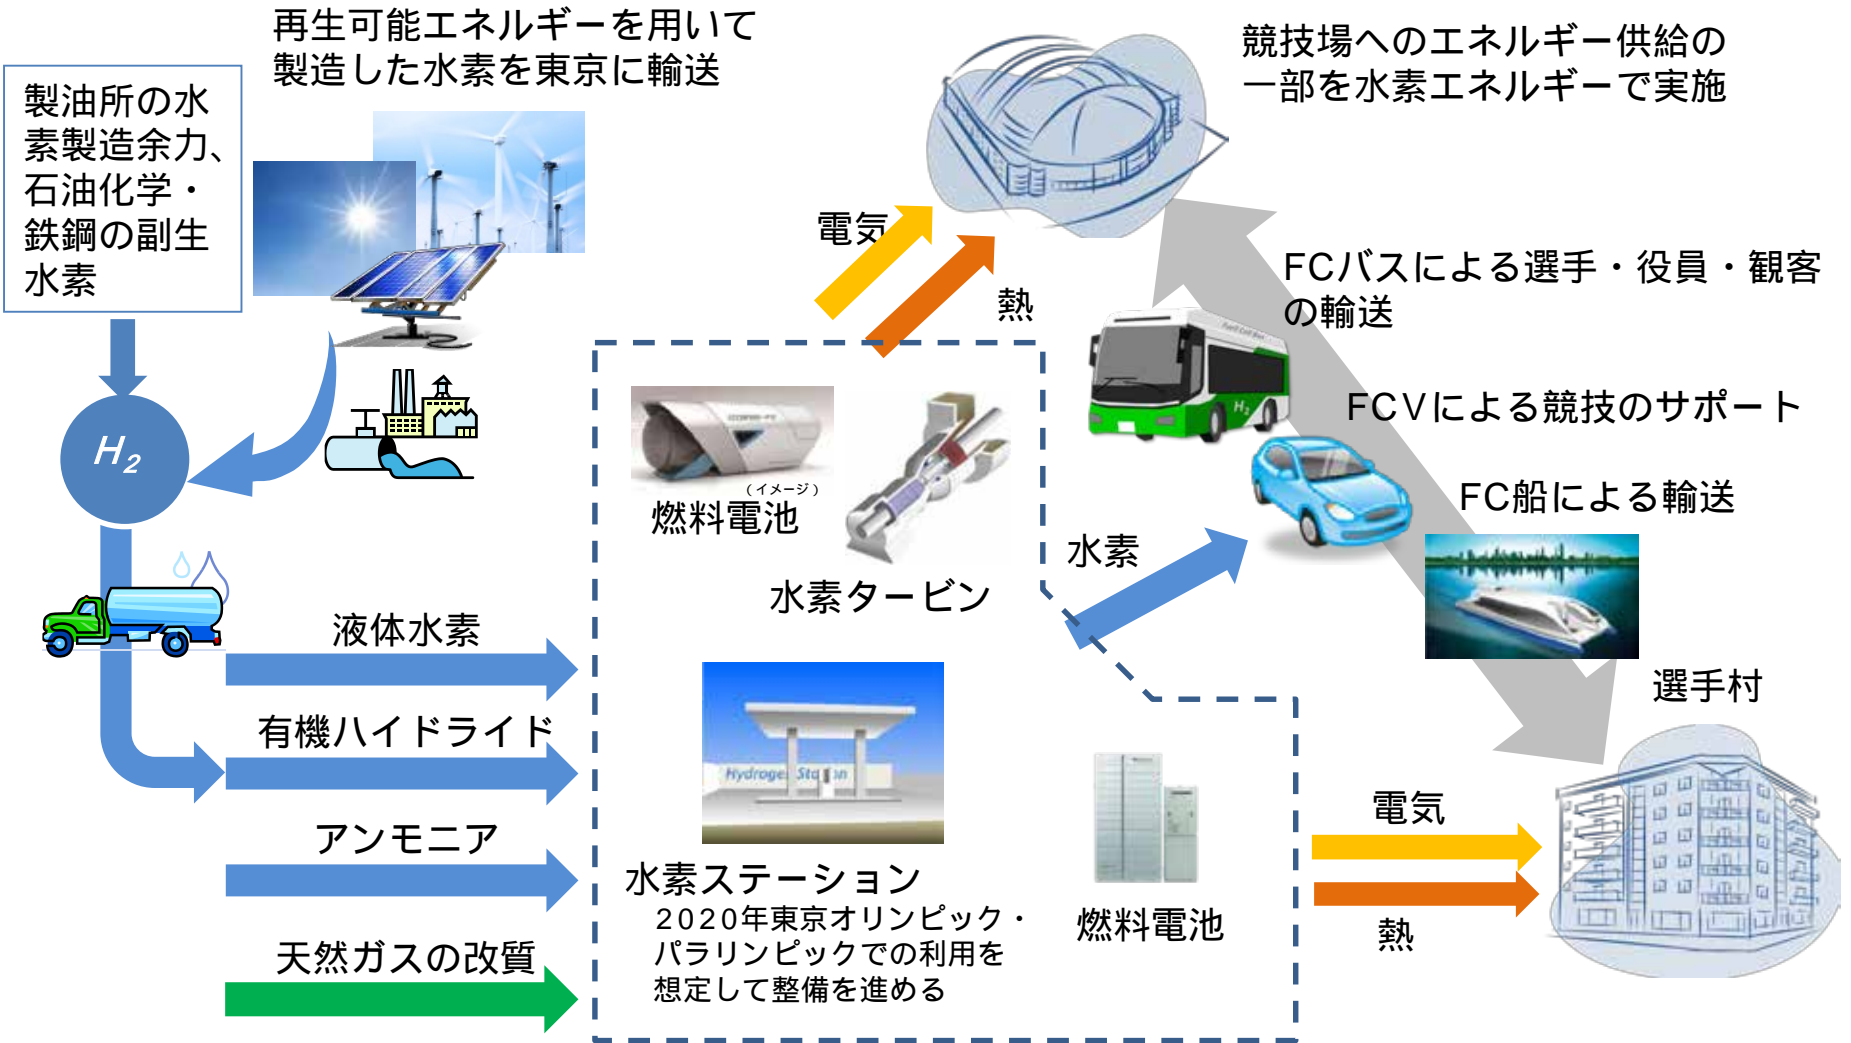 再生可能エネルギーを用いて
製造した水素を東京に輸送
製油所の水
素製造余力、
石油化学・
鉄鋼の副生
水素
競技場へのエネルギー供給の
一部を水素エネルギーで実施
電気
熱
FCバスによる選手・役員・観客
の輸送
H2
FCVによる競技のサポート
H2
(イメージ)
燃料電池
FC船による輸送
水素
水素タービン
液体水素
選手村
有機ハイドライド
Hydrogen Station
電気
アンモニア
水素ステーション
2020年東京オリンピック・
パラリンピックでの利用を
想定して整備を進める
燃料電池
熱
天然ガスの改質